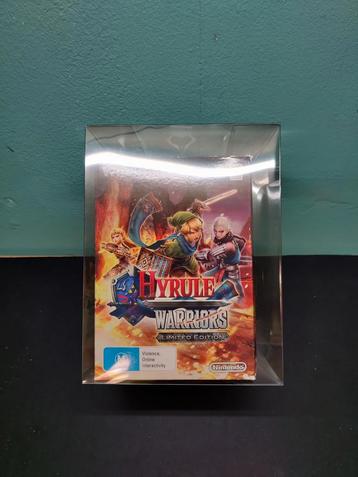 HYRULE
WARRIORS
LIMITED EDITION
M
Violence,
Online
interactivity
Nintendo